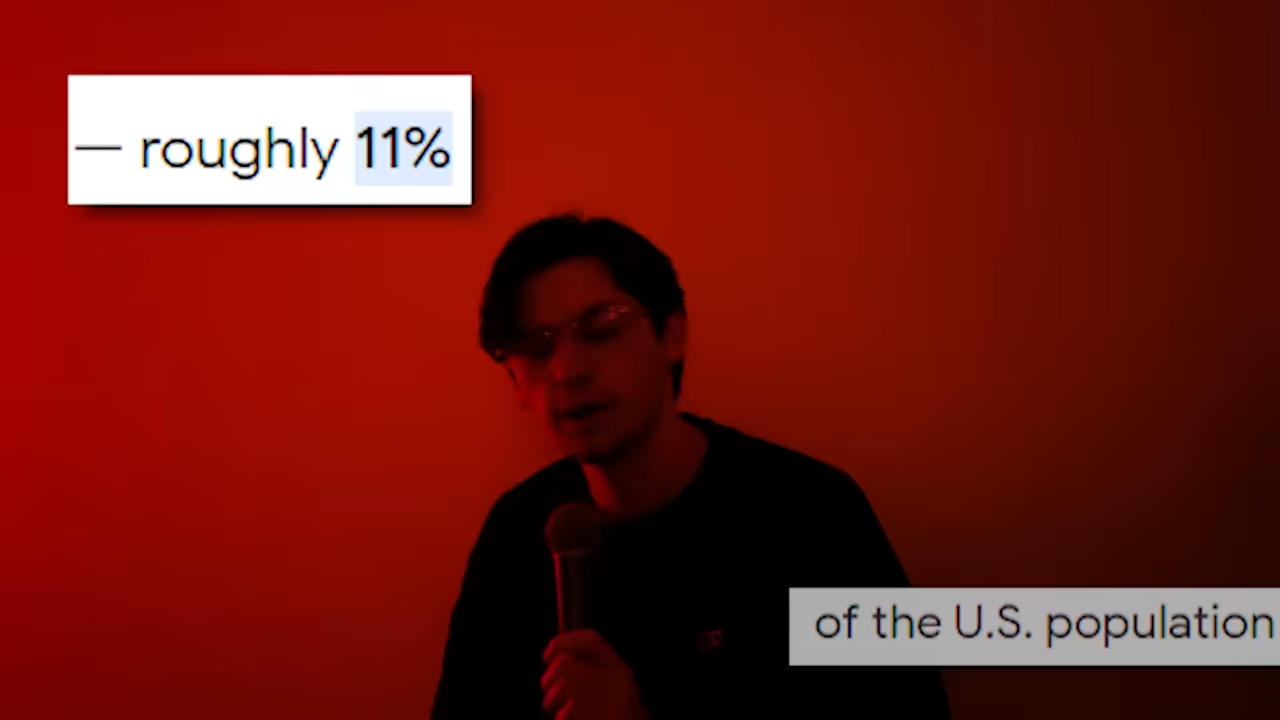 — roughly 11%
of the U.S. population